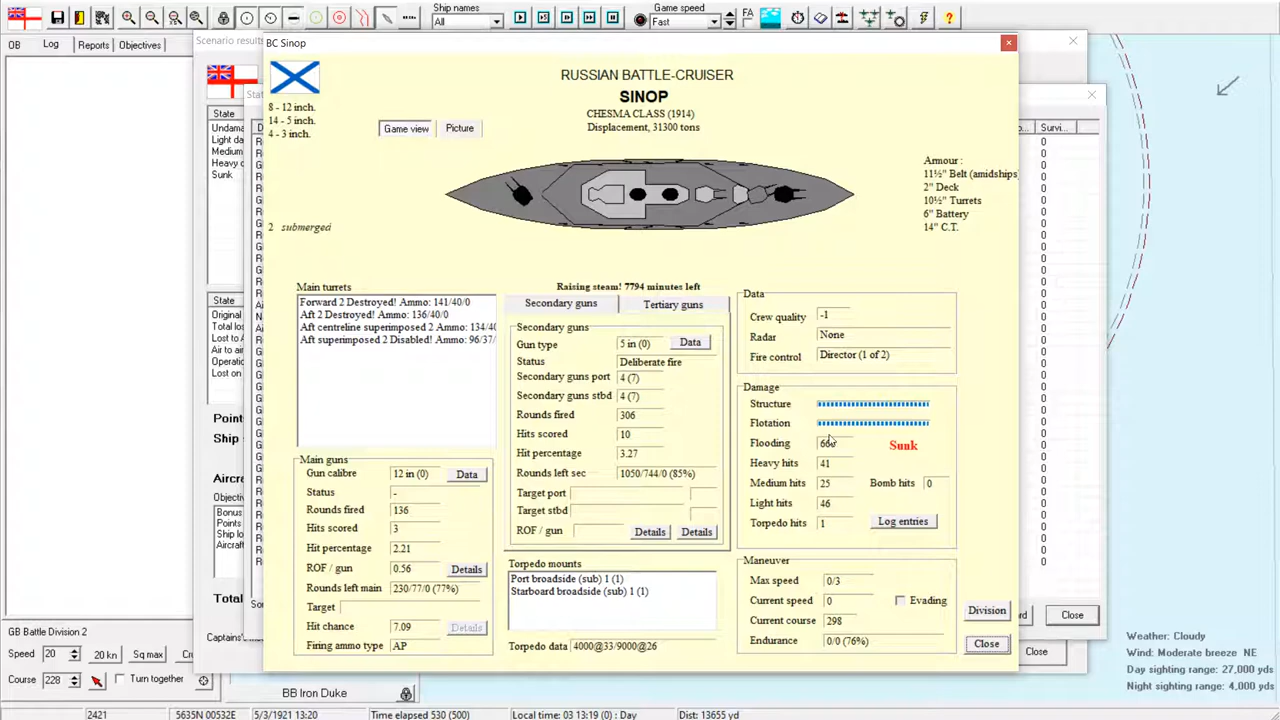 Ship names
Game speed
All
Fast
FA
OB
Log
Reports
Objectives
Scenario results
BC Sinop
RUSSIAN BATTLE-CRUISER
SINOP
CHESMA CLASS (1914)
Displacement, 31300 tons
8 - 12 inch.
14 - 5 inch.
4 - 3 inch.
Game view
Picture
Armour :
11½" Belt (amidships)
2" Deck
10½" Turrets
6" Battery
14" C.T.
2 submerged
State
Light da
Medium
Heavy
Sunk
Survi...
Raising steam! 7794 minutes left
Main turrets
Forward 2 Destroyed! Ammo: 141/40/0
Aft 2 Destroyed! Ammo: 136/40/0
Aft centreline superimposed 2 Ammo: 134/40
Aft superimposed 2 Disabled! Ammo: 96/37/
Secondary guns
Tertiary guns
Secondary guns
Gun type 5 in (0) Data
Status Deliberate fire
Secondary guns port 4 (7)
Secondary guns stbd 4 (7)
Rounds fired 306
Hits scored 10
Hit percentage 3.27
Rounds left sec 1050/744/0 (85%)
Target port
Target stbd
ROF / gun Details Details
Main guns
Gun calibre 12 in (0) Data
Status -
Rounds fired 136
Hits scored 3
Hit percentage 2.21
ROF / gun 0.56 Details
Rounds left main 230/77/0 (77%)
Target
Hit chance 7.09 Details
Firing ammo type AP
Torpedo mounts
Port broadside (sub) 1 (1)
Starboard broadside (sub) 1 (1)
Torpedo data 4000@33/9000@26
Data
Crew quality -1
Radar None
Fire control Director (1 of 2)
Damage
Structure
Flotation
Flooding
Sunk
Heavy hits 41
Medium hits 25 Bomb hits 0
Light hits 46
Torpedo hits 1 Log entries
Maneuver
Max speed 0/3
Current speed 0 Evading
Current course 298
Endurance 0/0 (76%)
Division
Close
Close
Close
State
Original
Total los
Lost to
Air to ai
Operatio
Lost on
Point
Ship
Aircraf
Bonus
Points
Ship lo
Aircraft
Total
Captains'
GB Battle Division 2
Speed 20 20 kn Sq max
Course 228 Turn together
BB Iron Duke
Weather: Cloudy
Wind: Moderate breeze NE
Day sighting range: 27,000 yds
Night sighting range: 4,000 yds
2421 5635N 00532E 5/3/1921 13:20 Time elapsed 530 (500) Local time: 03 13:19 (0) : Day Dist: 13655 yd